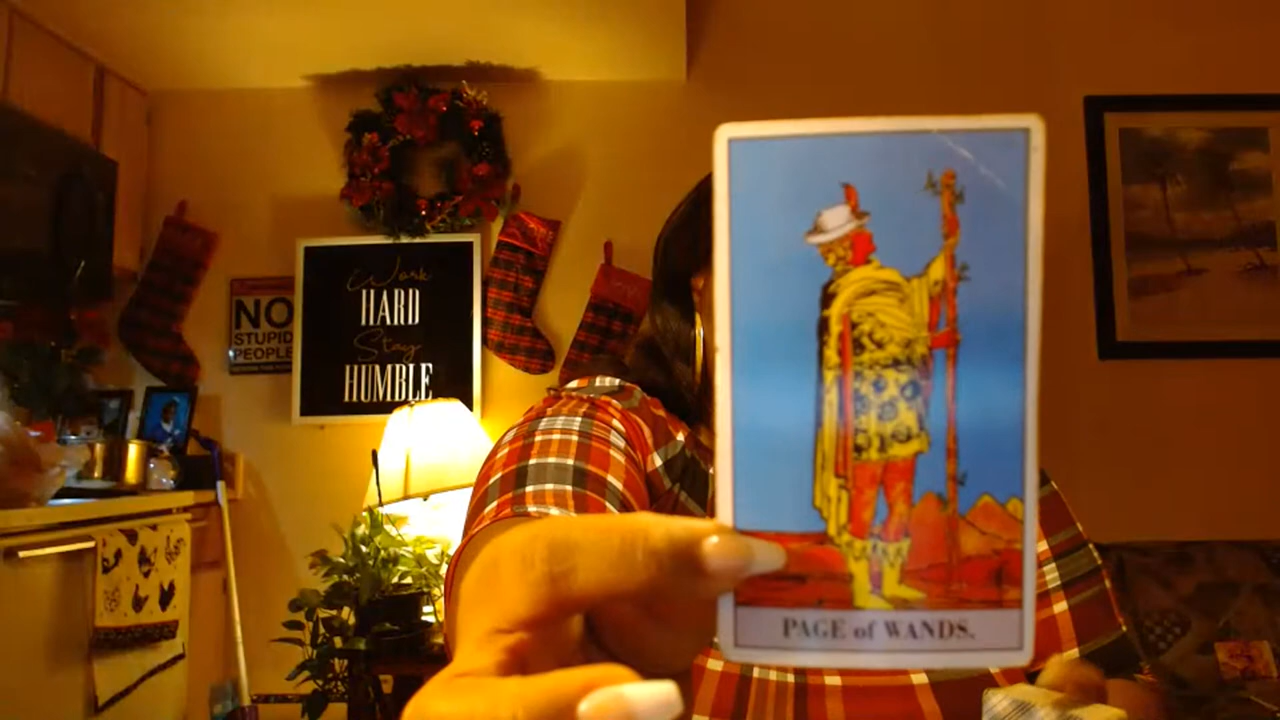 NO
STUPID
PEOPLE
Work
HARD
Stay
HUMBLE
PAGE of WANDS.